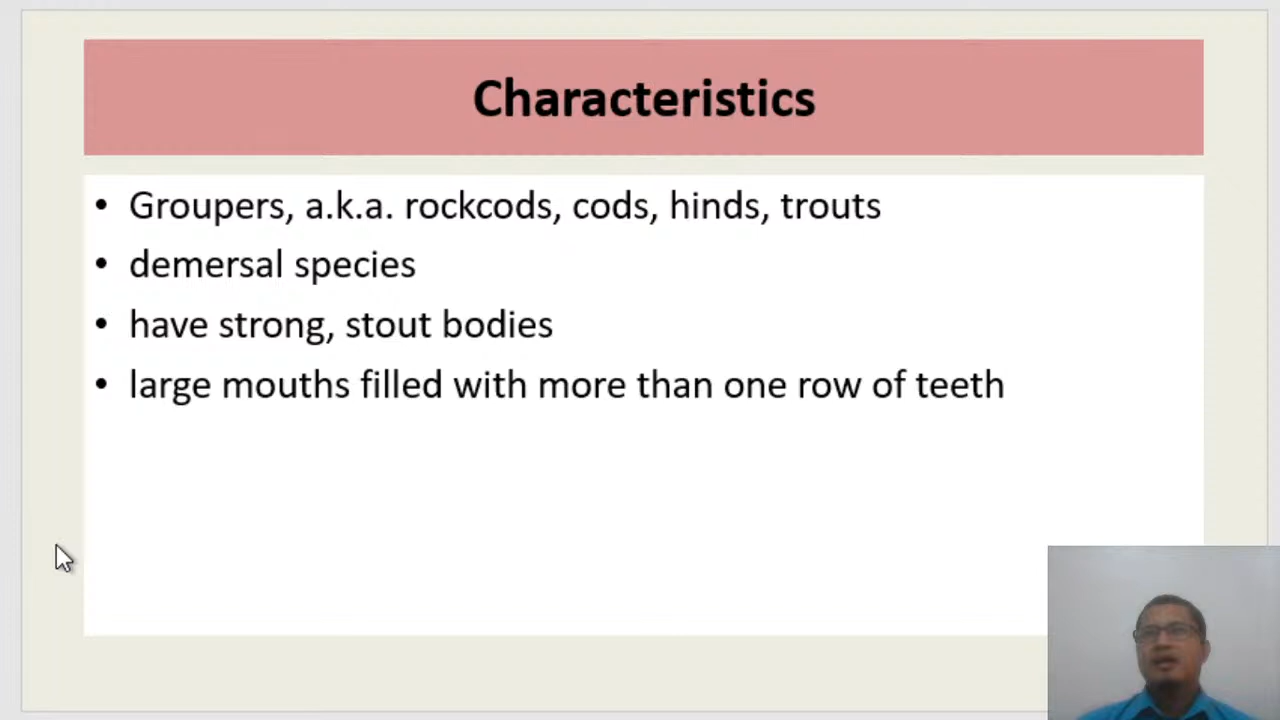 Characteristics
• Groupers, a.k.a. rockcods, cods, hinds, trouts
• demersal species
• have strong, stout bodies
• large mouths filled with more than one row of teeth